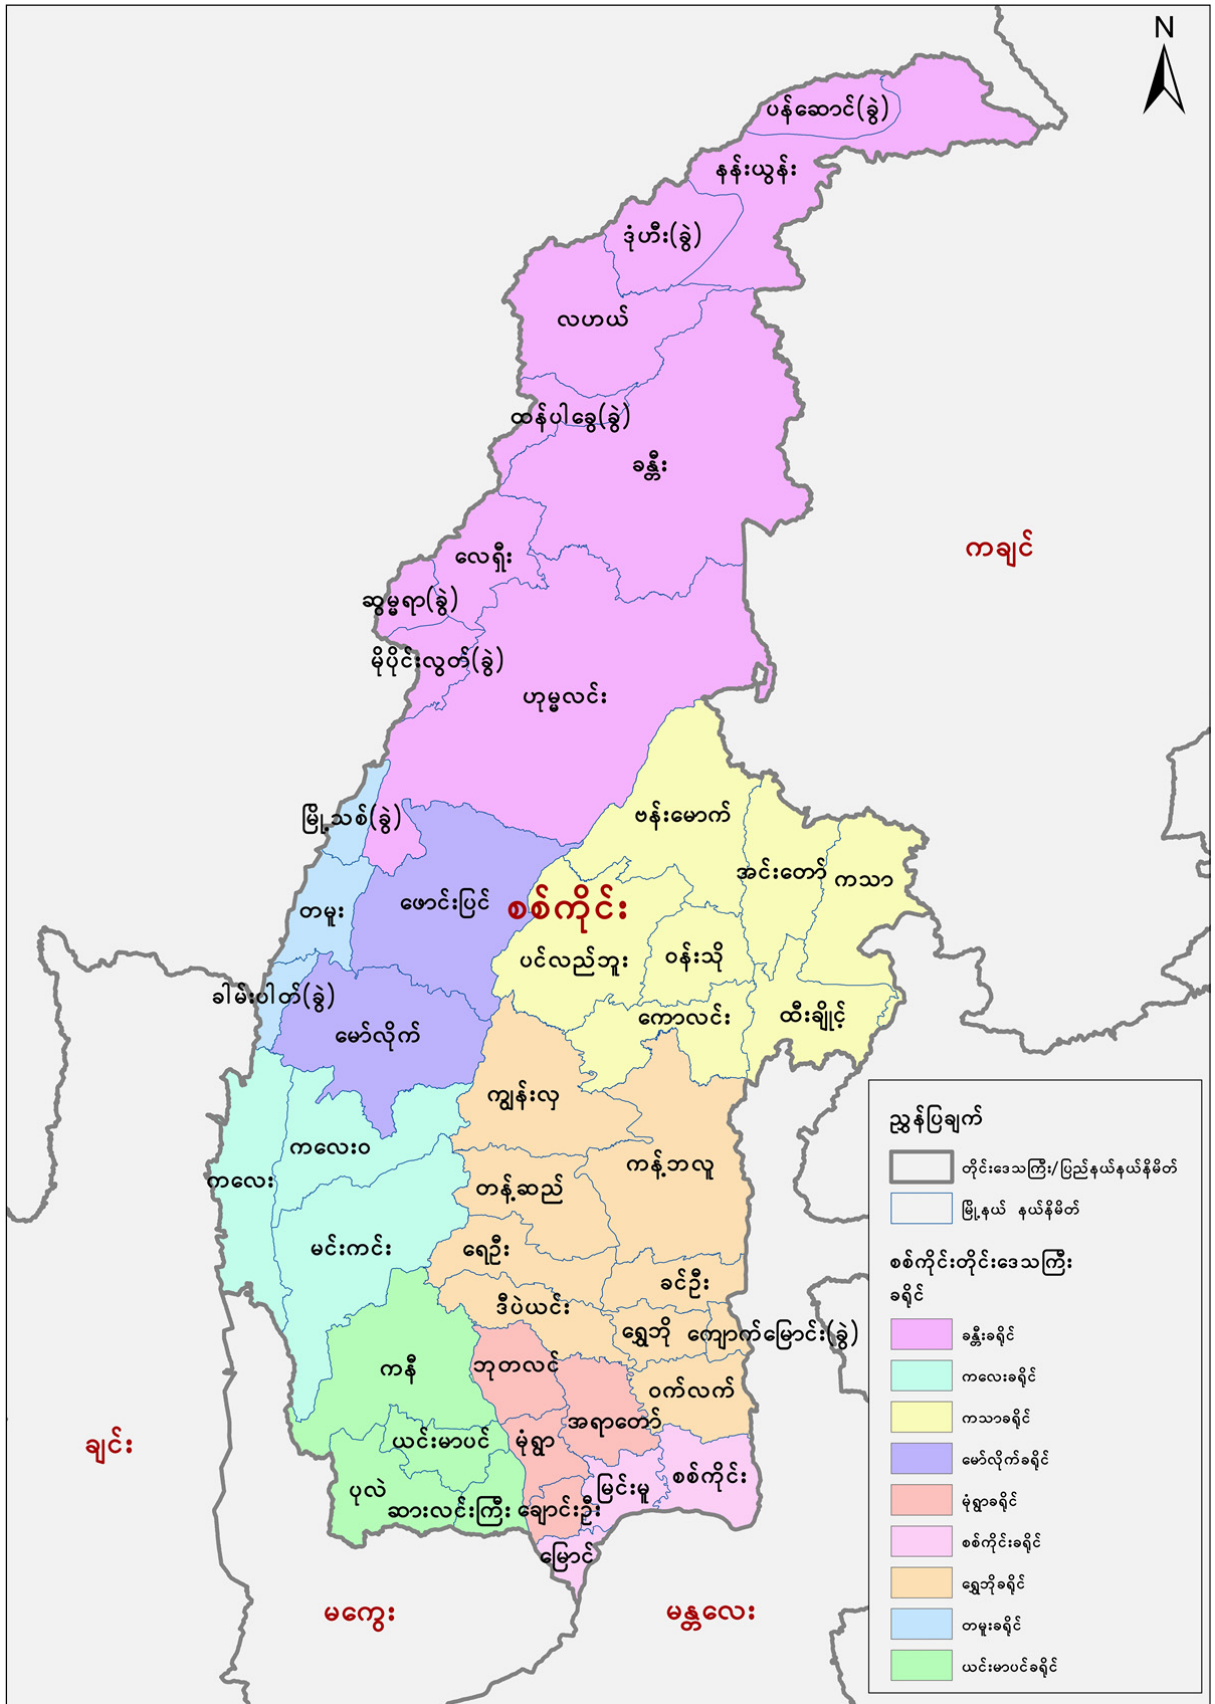 N
ပန်ဆောင်(ခွဲ)
နန်းယွန်း
ဒုံဟီး(ခွဲ)
လဟယ်
ထန်ပါခွေ(ခွဲ)
ခန္တီး
ကချင်
လေရှီး
ဆွမ္မရာ(ခွဲ)
မိုပိုင်းလွတ်(ခွဲ)
ဟုမ္မလင်း
ဗန်းမောက်
မြို့သစ်(ခွဲ)
အင်းတော်
ကသာ
ဖောင်းပြင်
စစ်ကိုင်း
တမူး
ပင်လည်ဘူး
ဝန်းသို
ခါမ်းပါတ်(ခွဲ)
ကောလင်း
ထီးချိုင့်
မော်လိုက်
ကျွန်းလှ
ကလေးဝ
ကန့်ဘလူ
ကလေး
တန့်ဆည်
မင်းကင်း
ရေဦး
ခင်ဦး
ဒီပဲယင်း
ရွှေဘို
ကျောက်မြောင်း(ခွဲ)
ကနီ
ဘုတလင်
ဝက်လက်
အရာတော်
ချင်း
ယင်းမာပင်
မုံရွာ
စစ်ကိုင်း
မြင်းမူ
ပုလဲ
ဆားလင်းကြီး
ချောင်းဦး
မြောင်
မကွေး
မန္တလေး
ညွှန်ပြချက်
တိုင်းဒေသကြီး/ပြည်နယ်နယ်နိမိတ်
မြို့နယ် နယ်နိမိတ်
စစ်ကိုင်းတိုင်းဒေသကြီး
ခရိုင်
ခန္တီးခရိုင်
ကလေးခရိုင်
ကသာခရိုင်
မော်လိုက်ခရိုင်
မုံရွာခရိုင်
စစ်ကိုင်းခရိုင်
ရွှေဘိုခရိုင်
တမူးခရိုင်
ယင်းမာပင်ခရိုင်